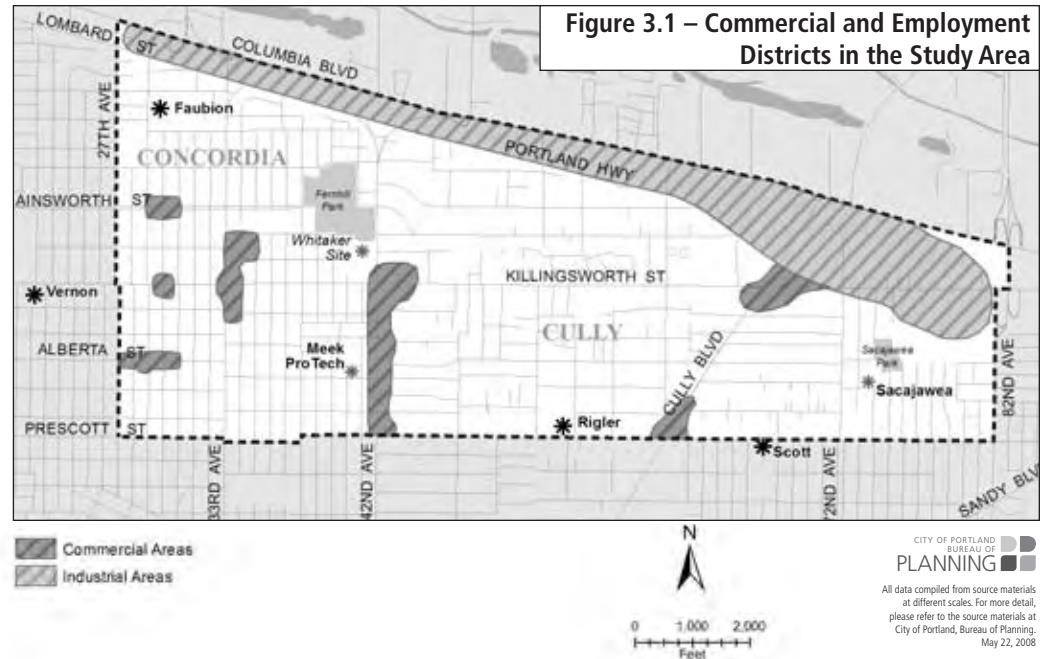 Figure 3.1 – Commercial and Employment
Districts in the Study Area
LOMBARD
ST
COLUMBIA BLVD
27TH AVE
Faubion
CONCORDIA
PORTLAND HWY
Fernhill
Park
AINSWORTH
ST
Whitaker
Site
KILLINGSWORTH ST
Vernon
CULLY
ALBERTA
ST
Meek
ProTech
CULLY BLVD
Sacajawea
Park
Sacajawea
82ND AVE
PRESCOTT
ST
Rigler
Scott
33RD AVE
42ND AVE
72ND AVE
SANDY BLVD
Commercial Areas
Industrial Areas
N
0 1,000 2,000
Feet
CITY OF PORTLAND
BUREAU OF
PLANNING
All data compiled from source materials
at different scales. For more detail,
please refer to the source materials at
City of Portland, Bureau of Planning.
May 22, 2008